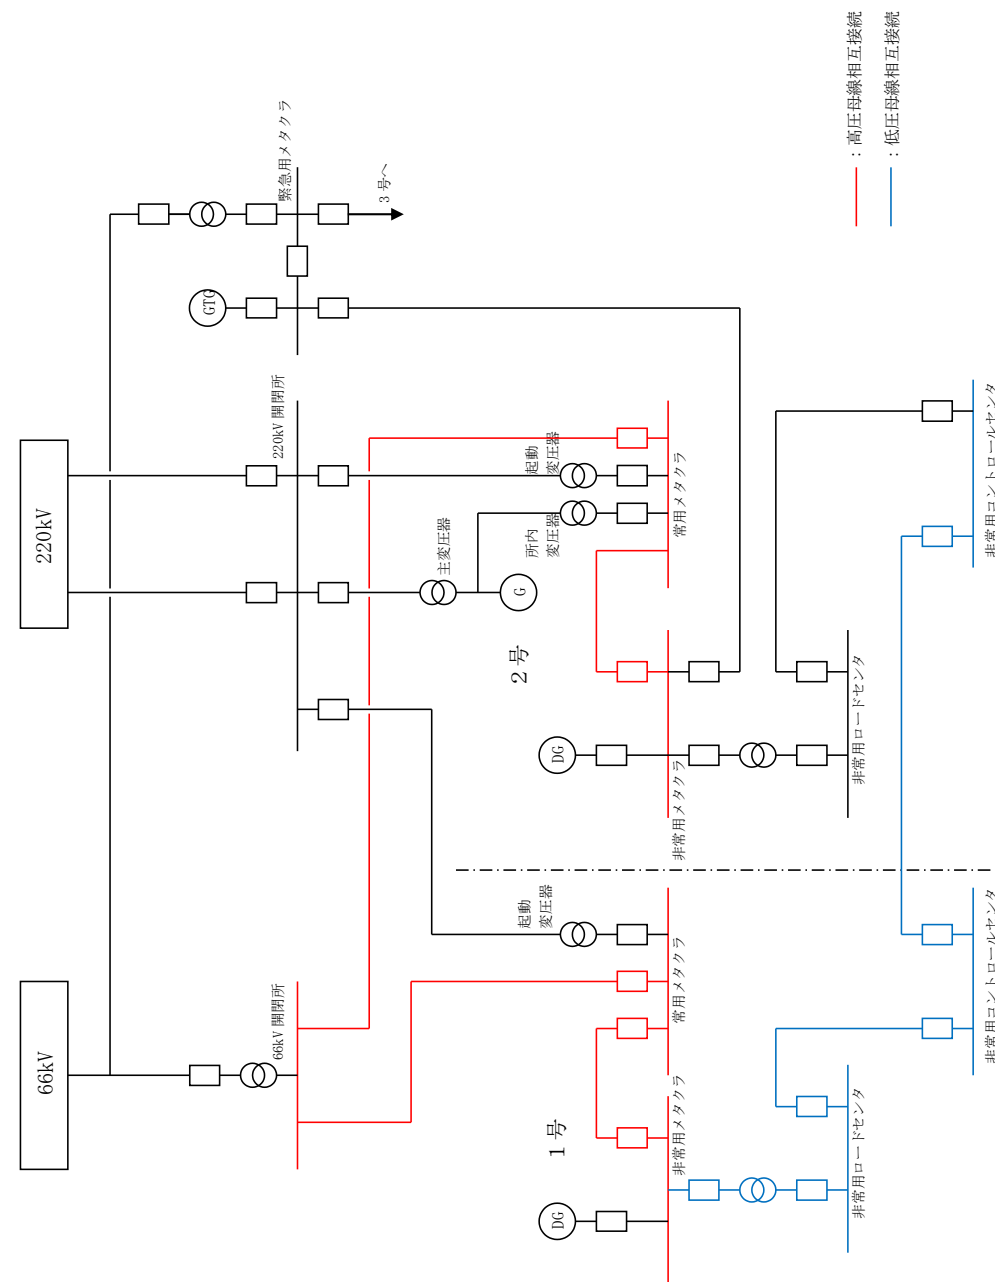 66kV
220kV
66kV 開閉所
220kV 開閉所
緊急用メタクラ
GTG
3 号へ
主変圧器
G
起動
変圧器
所内
変圧器
常用メタクラ
2号
DG
非常用メタクラ
非常用ロードセンタ
非常用コントロールセンタ
起動
変圧器
常用メタクラ
1号
DG
非常用メタクラ
非常用ロードセンタ
非常用コントロールセンタ
：高圧母線相互接続
：低圧母線相互接続